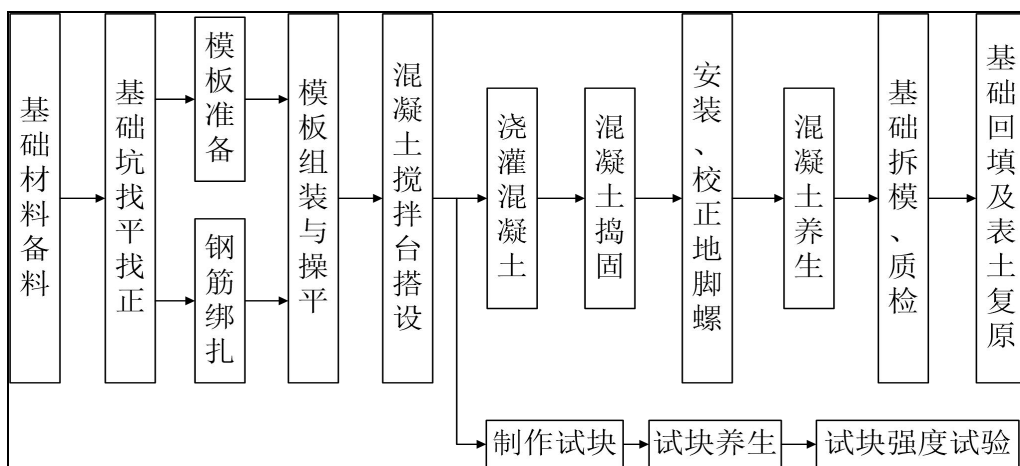 基础材料备料
基础坑找平找正
模板准备
钢筋绑扎
模板组装与操平
混凝土搅拌台搭设
浇灌混凝土
混凝土捣固
安装、校正地脚螺
混凝土养生
基础拆模、质检
基础回填及表土复原
制作试块
试块养生
试块强度试验